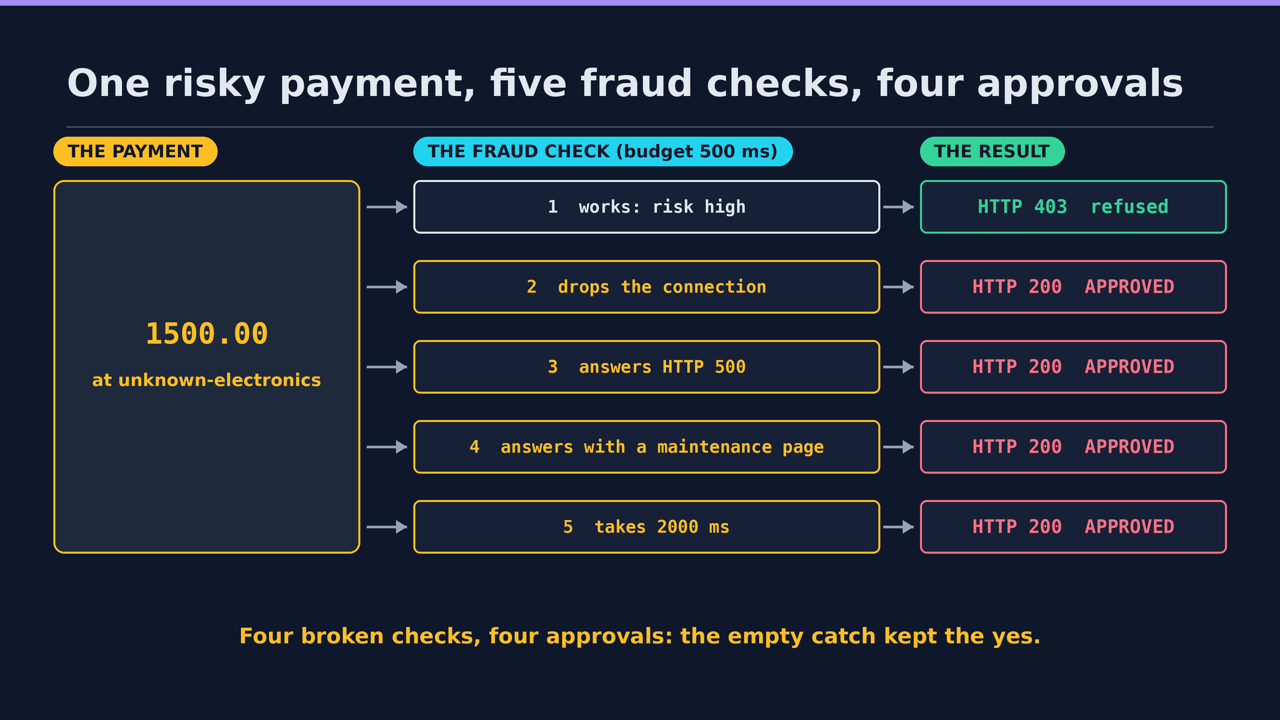 One risky payment, five fraud checks, four approvals
THE PAYMENT
THE FRAUD CHECK (budget 500 ms)
THE RESULT
1500.00
at unknown-electronics
1 works: risk high
HTTP 403 refused
2 drops the connection
HTTP 200 APPROVED
3 answers HTTP 500
HTTP 200 APPROVED
4 answers with a maintenance page
HTTP 200 APPROVED
5 takes 2000 ms
HTTP 200 APPROVED
Four broken checks, four approvals: the empty catch kept the yes.